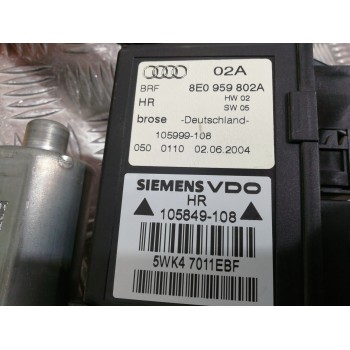 02A
BRF 8E0 959 802A
HR HW 02
SW 05
brose -Deutschland-
105999-106
050 0110 02.06.2004
SIEMENS VDO
HR
105849-108
5WK4 7011EBF